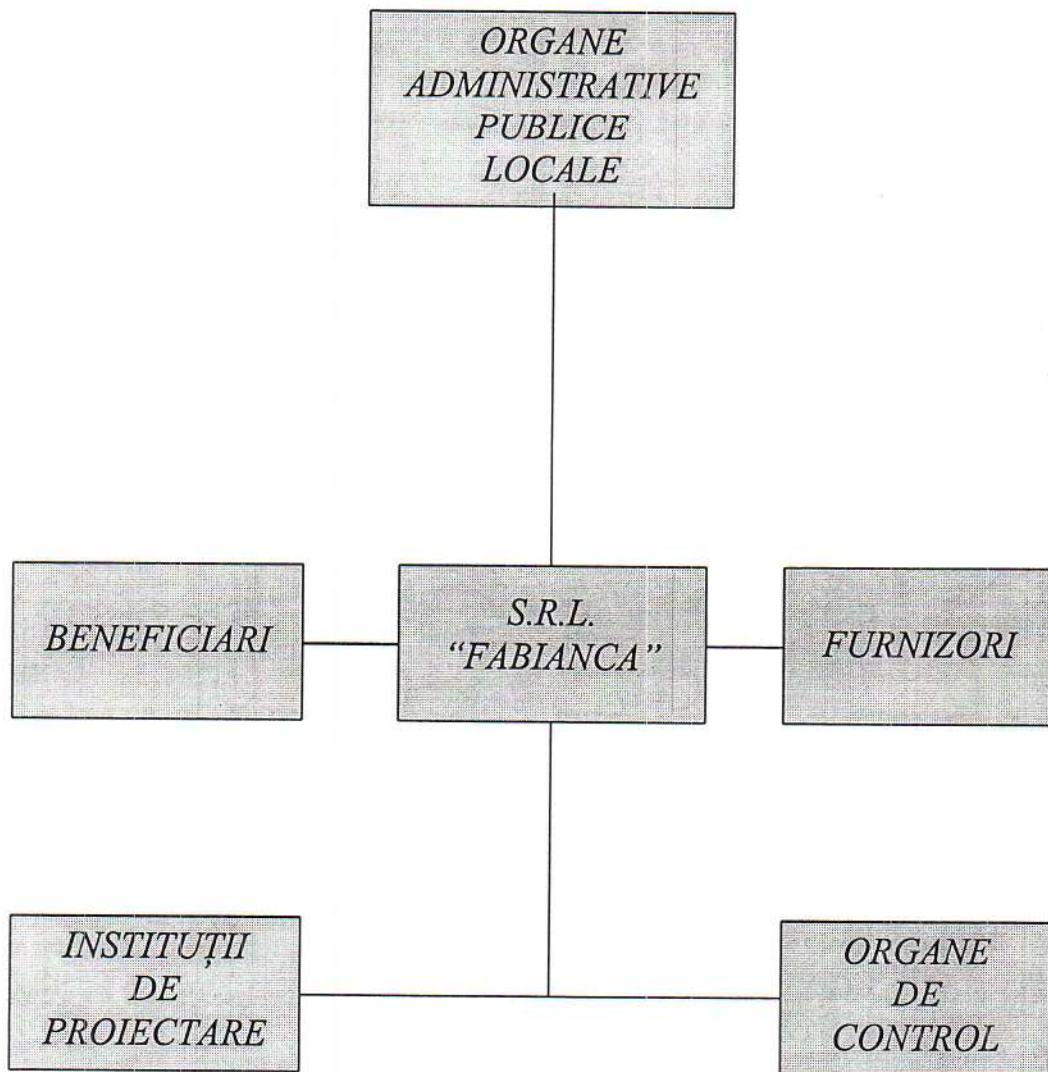 ORGANE
ADMINISTRATIVE
PUBLICE
LOCALE
BENEFICIARI
S.R.L.
“FABIANCA”
FURNIZORI
INSTITUȚII
DE
PROIECTARE
ORGANE
DE
CONTROL